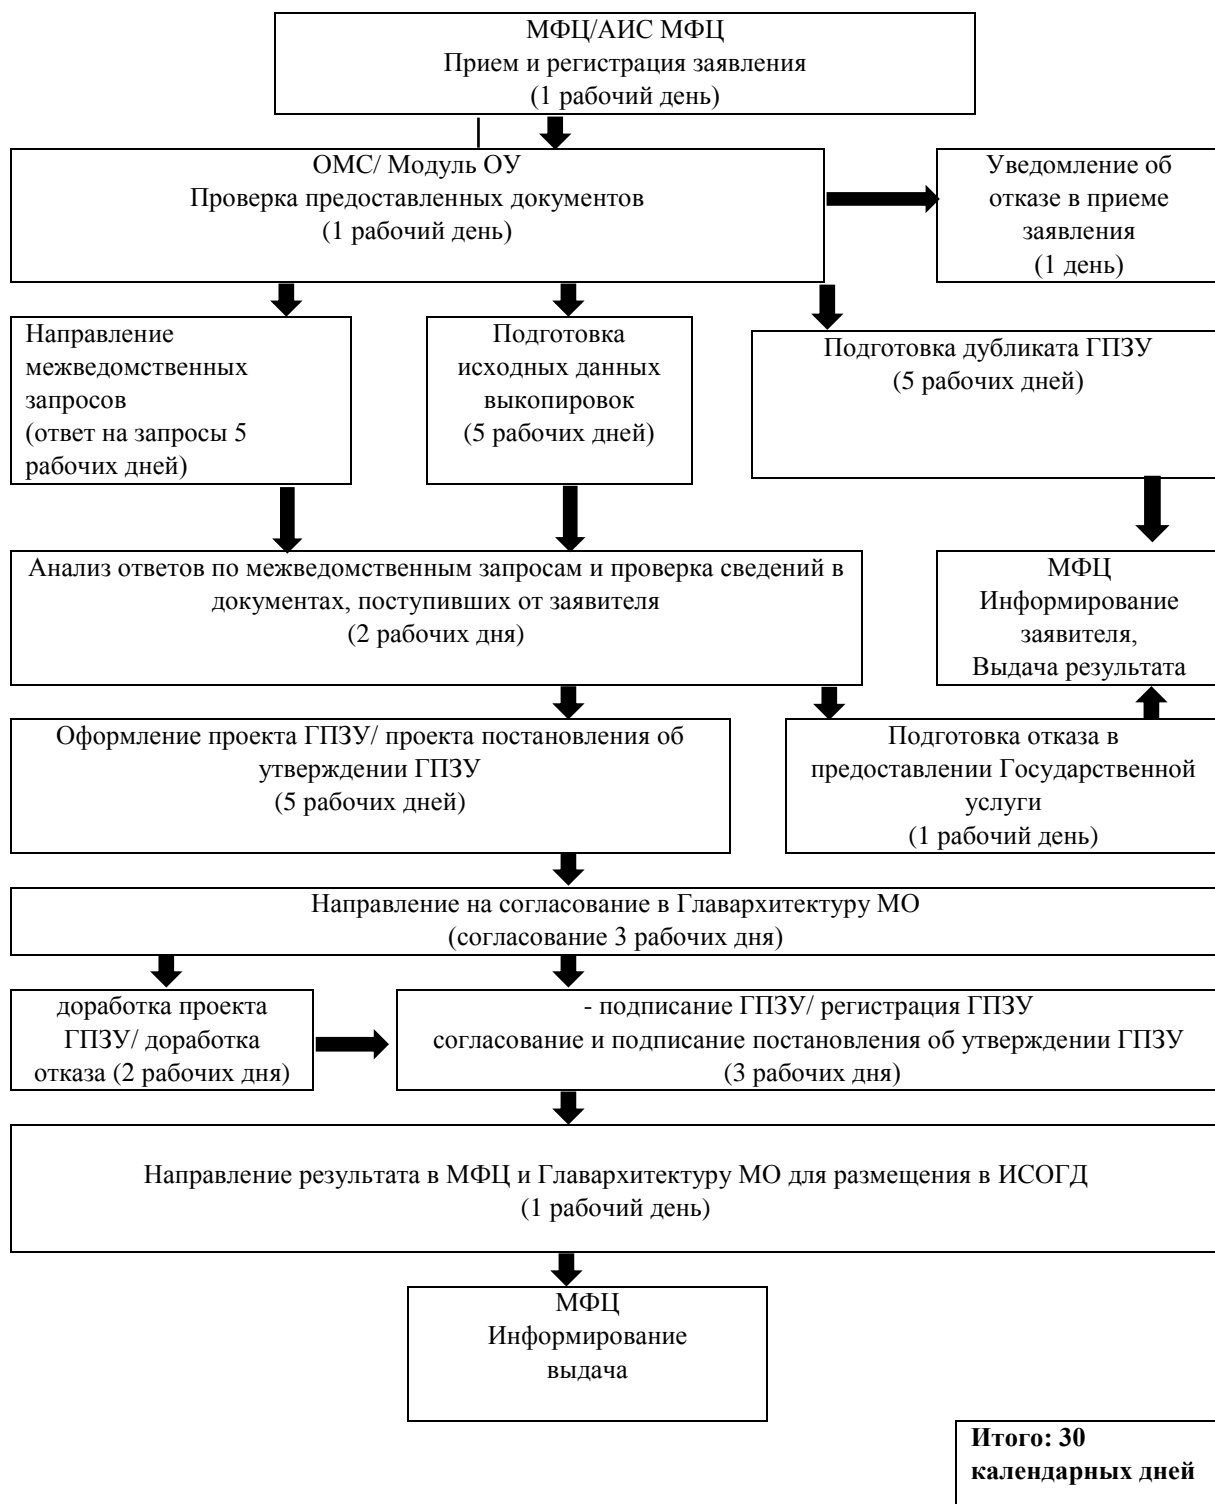 МФЦ/АИС МФЦ
Прием и регистрация заявления
(1 рабочий день)
ОМС/ Модуль ОУ
Проверка предоставленных документов
(1 рабочий день)
Уведомление об
отказе в приеме
заявления
(1 день)
Направление
межведомственных
запросов
(ответ на запросы 5
рабочих дней)
Подготовка
исходных данных
выкопировок
(5 рабочих дней)
Подготовка дубликата ГПЗУ
(5 рабочих дней)
Анализ ответов по межведомственным запросам и проверка сведений в
документах, поступивших от заявителя
(2 рабочих дня)
МФЦ
Информирование
заявителя,
Выдача результата
Оформление проекта ГПЗУ/ проекта постановления об
утверждении ГПЗУ
(5 рабочих дней)
Подготовка отказа в
предоставлении Государственной
услуги
(1 рабочий день)
Направление на согласование в Главархитектуру МО
(согласование 3 рабочих дня)
доработка проекта
ГПЗУ/ доработка
отказа (2 рабочих дня)
- подписание ГПЗУ/ регистрация ГПЗУ
согласование и подписание постановления об утверждении ГПЗУ
(3 рабочих дня)
Направление результата в МФЦ и Главархитектуру МО для размещения в ИСОГД
(1 рабочий день)
МФЦ
Информирование
выдача
Итого: 30
календарных дней